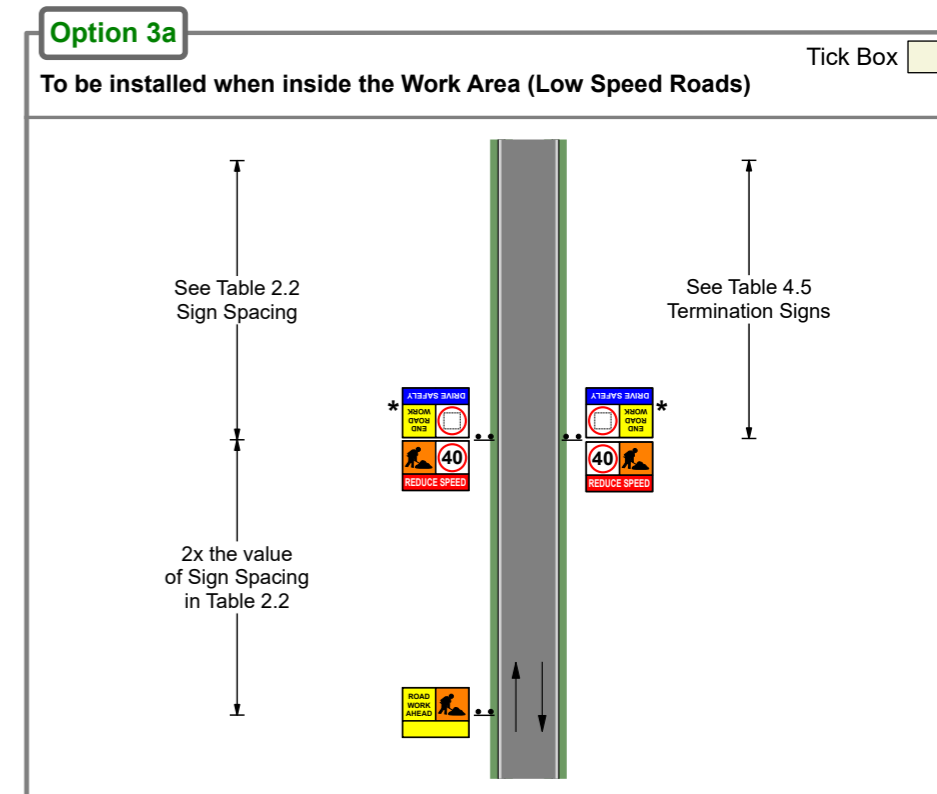 Option 3a
Tick Box
To be installed when inside the Work Area (Low Speed Roads)
See Table 2.2
Sign Spacing
See Table 4.5
Termination Signs
*
DRIVE SAFELY
END
ROAD
WORK
40
REDUCE SPEED
DRIVE SAFELY
*
END
ROAD
WORK
40
REDUCE SPEED
2x the value
of Sign Spacing
in Table 2.2
ROAD
WORK
AHEAD